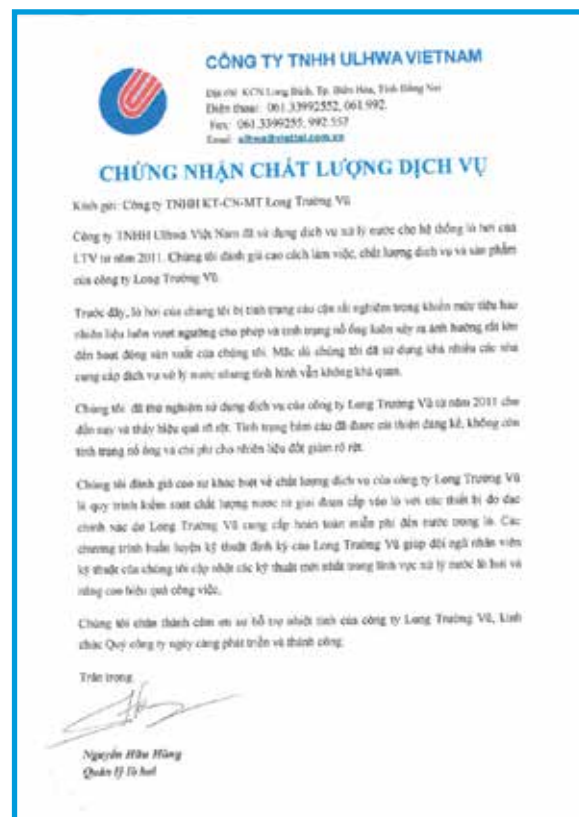 CÔNG TY TNHH ULHWA VIETNAM
Địa chỉ: KCN Long Bình, Tp. Biên Hòa, Tỉnh Đồng Nai
Điện thoại: 061.33992552, 061.992.
Fax: 061.3399255, 992.557
Email: ulhwa@viettel.com.vn
CHỨNG NHẬN CHẤT LƯỢNG DỊCH VỤ
Kính gửi: Công ty TNHH KT-CN-MT Long Trường Vũ
Công ty TNHH Ulhwa Việt Nam đã sử dụng dịch vụ xử lý nước cho hệ thống lò hơi của
LTV từ năm 2011. Chúng tôi đánh giá cao cách làm việc, chất lượng dịch vụ và sản phẩm
của công ty Long Trường Vũ.
Trước đây, lò hơi của chúng tôi bị tình trạng cáu cặn rất nghiêm trọng khiến mức tiêu hao
nhiên liệu luôn vượt ngưỡng cho phép và tình trạng nổ ống luôn xảy ra ảnh hưởng rất lớn
đến hoạt động sản xuất của chúng tôi. Mặc dù chúng tôi đã sử dụng khá nhiều các nhà
cung cấp dịch vụ xử lý nước nhưng tình hình vẫn không khả quan.
Chúng tôi đã thử nghiệm sử dụng dịch vụ của công ty Long Trường Vũ từ năm 2011 cho
đến nay và thấy hiệu quả rõ rệt. Tình trạng bám cáu đã được cải thiện đáng kể, không còn
tình trạng nổ ống và chi phí cho nhiên liệu đốt giảm rõ rệt.
Chúng tôi đánh giá cao sự khác biệt về chất lượng dịch vụ của công ty Long Trường Vũ
là quy trình kiểm soát chất lượng nước từ giai đoạn cấp vào lò với các thiết bị đo đạc
chính xác do Long Trường Vũ cung cấp hoàn toàn miễn phí đến nước trong lò. Các
chương trình huấn luyện kỹ thuật định kỳ của Long Trường Vũ giúp đội ngũ nhân viên
kỹ thuật của chúng tôi cập nhật các kỹ thuật mới nhất trong lĩnh vực xử lý nước lò hơi và
nâng cao hiệu quả công việc.
Chúng tôi chân thành cảm ơn sự hỗ trợ nhiệt tình của công ty Long Trường Vũ, kính
chúc Quý công ty ngày càng phát triển và thành công.
Trân trọng
Nguyễn Hữu Hùng
Quản lý lò hơi